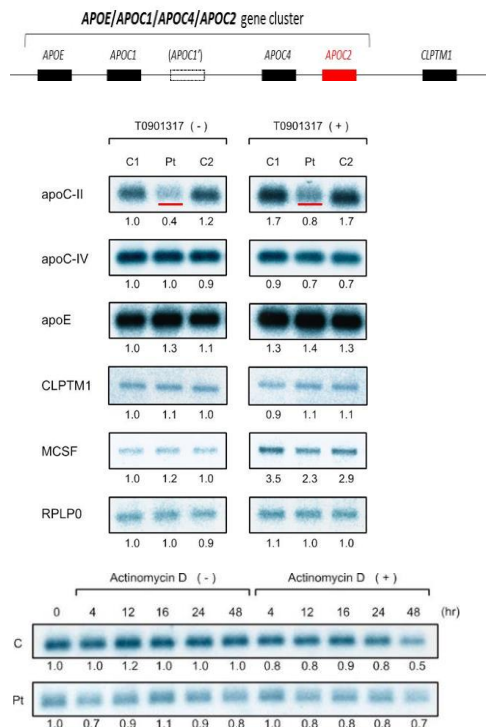 APOE/APOC1/APOC4/APOC2 gene cluster
APOE APOC1 (APOC1') APOC4 APOC2 CLPTM1
T0901317 ( - ) T0901317 ( + )
C1 Pt C2 C1 Pt C2
apoC-II
1.0 0.4 1.2 1.7 0.8 1.7
apoC-IV
1.0 1.0 0.9 0.9 0.7 0.7
apoE
1.0 1.3 1.1 1.3 1.4 1.3
CLPTM1
1.0 1.1 1.0 0.9 1.1 1.1
MCSF
1.0 1.2 1.0 3.5 2.3 2.9
RPLP0
1.0 1.0 0.9 1.1 1.0 1.0
Actinomycin D ( - ) Actinomycin D ( + )
0 4 12 16 24 48 4 12 16 24 48 (hr)
C
1.0 1.0 1.2 1.0 1.0 1.0 0.8 0.8 0.9 0.8 0.5
Pt
1.0 0.7 0.9 1.1 0.9 0.8 1.0 0.8 0.8 0.8 0.7